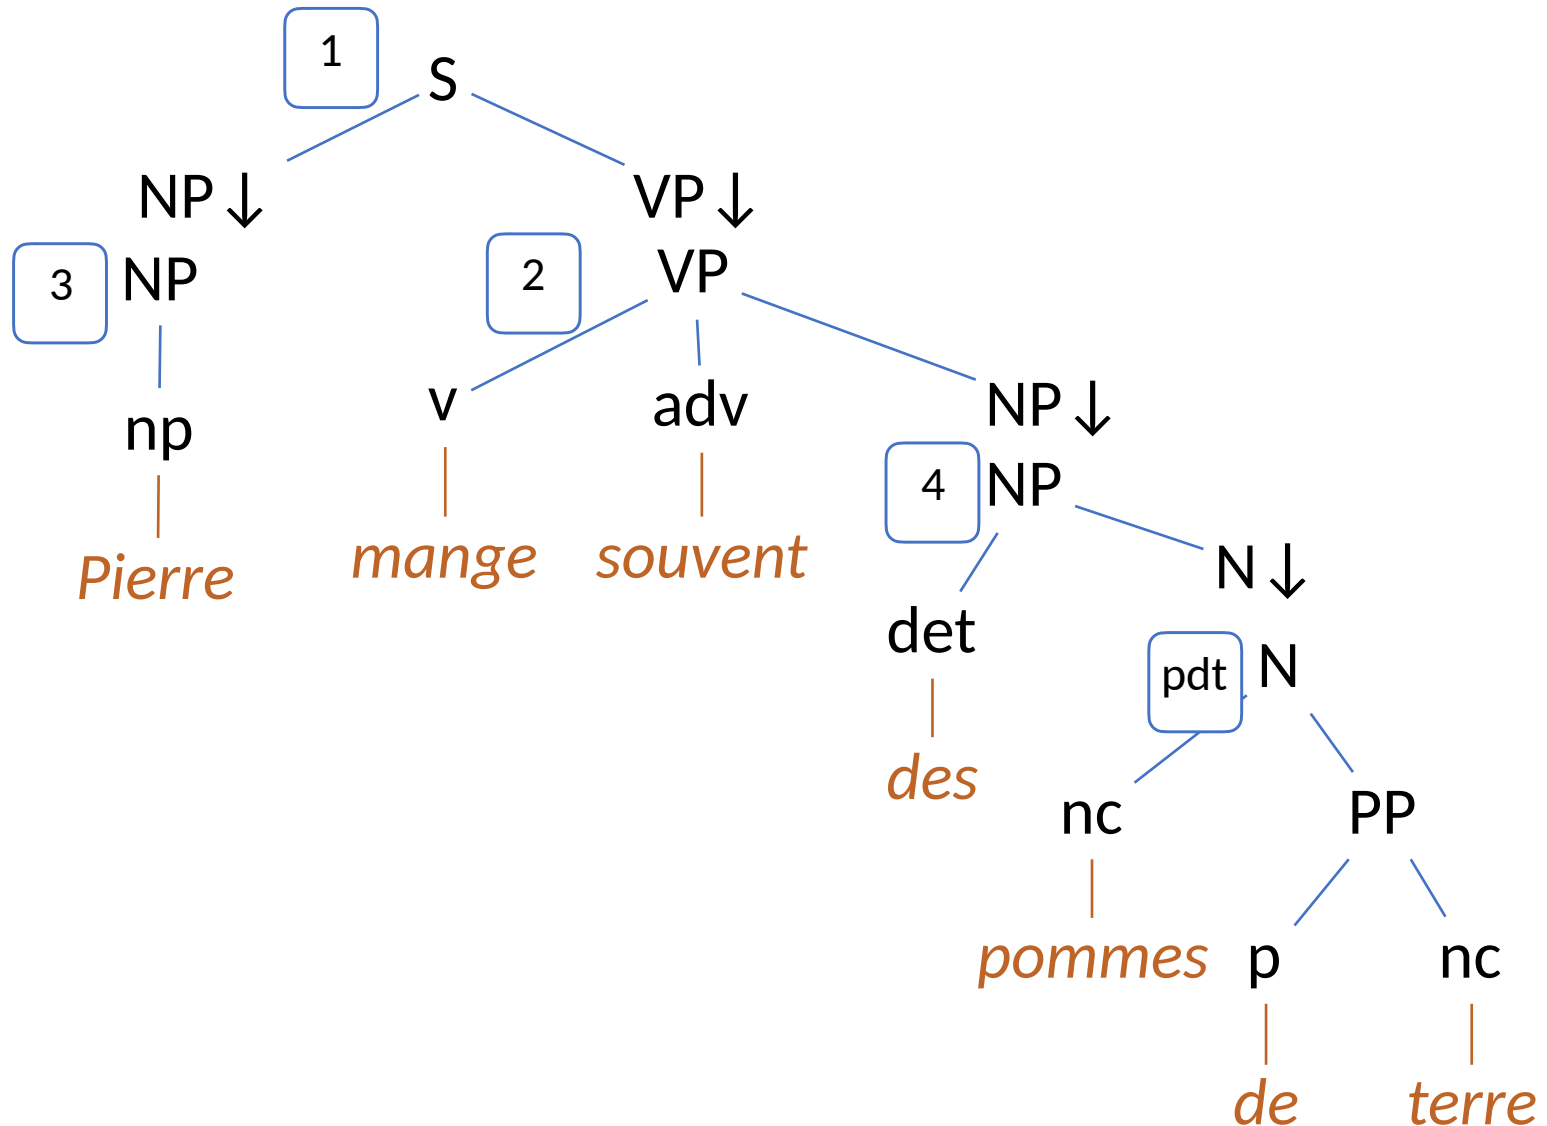 1
S
NP↓ VP↓
3 NP 2 VP
np v adv NP↓
4 NP
Pierre mange souvent N↓
det
pdt N
des
nc PP
pommes p nc
de terre